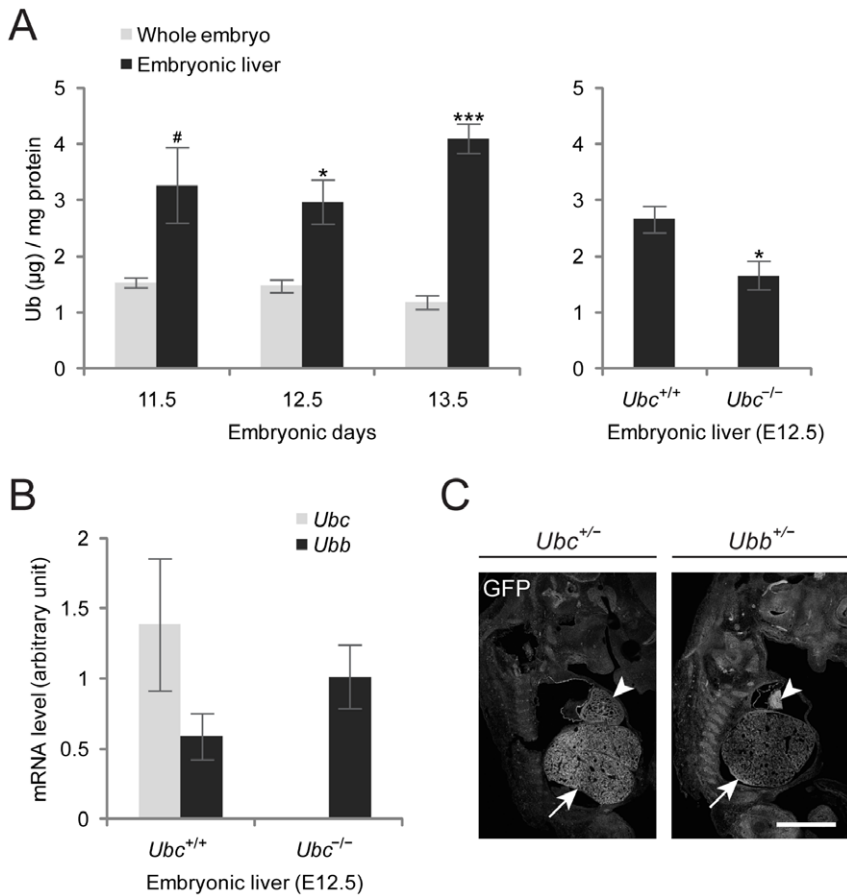 A
Whole embryo
Embryonic liver
Ub (µg) / mg protein
5
4
3
2
1
0
#
*
***
11.5 12.5 13.5
Embryonic days
5
4
3
2
1
0
*
Ubc+/+ Ubc−/−
Embryonic liver (E12.5)
B
Ubc
Ubb
mRNA level (arbitrary unit)
2
1.5
1
0.5
0
Ubc+/+ Ubc−/−
Embryonic liver (E12.5)
C
Ubc+/− Ubb+/−
GFP